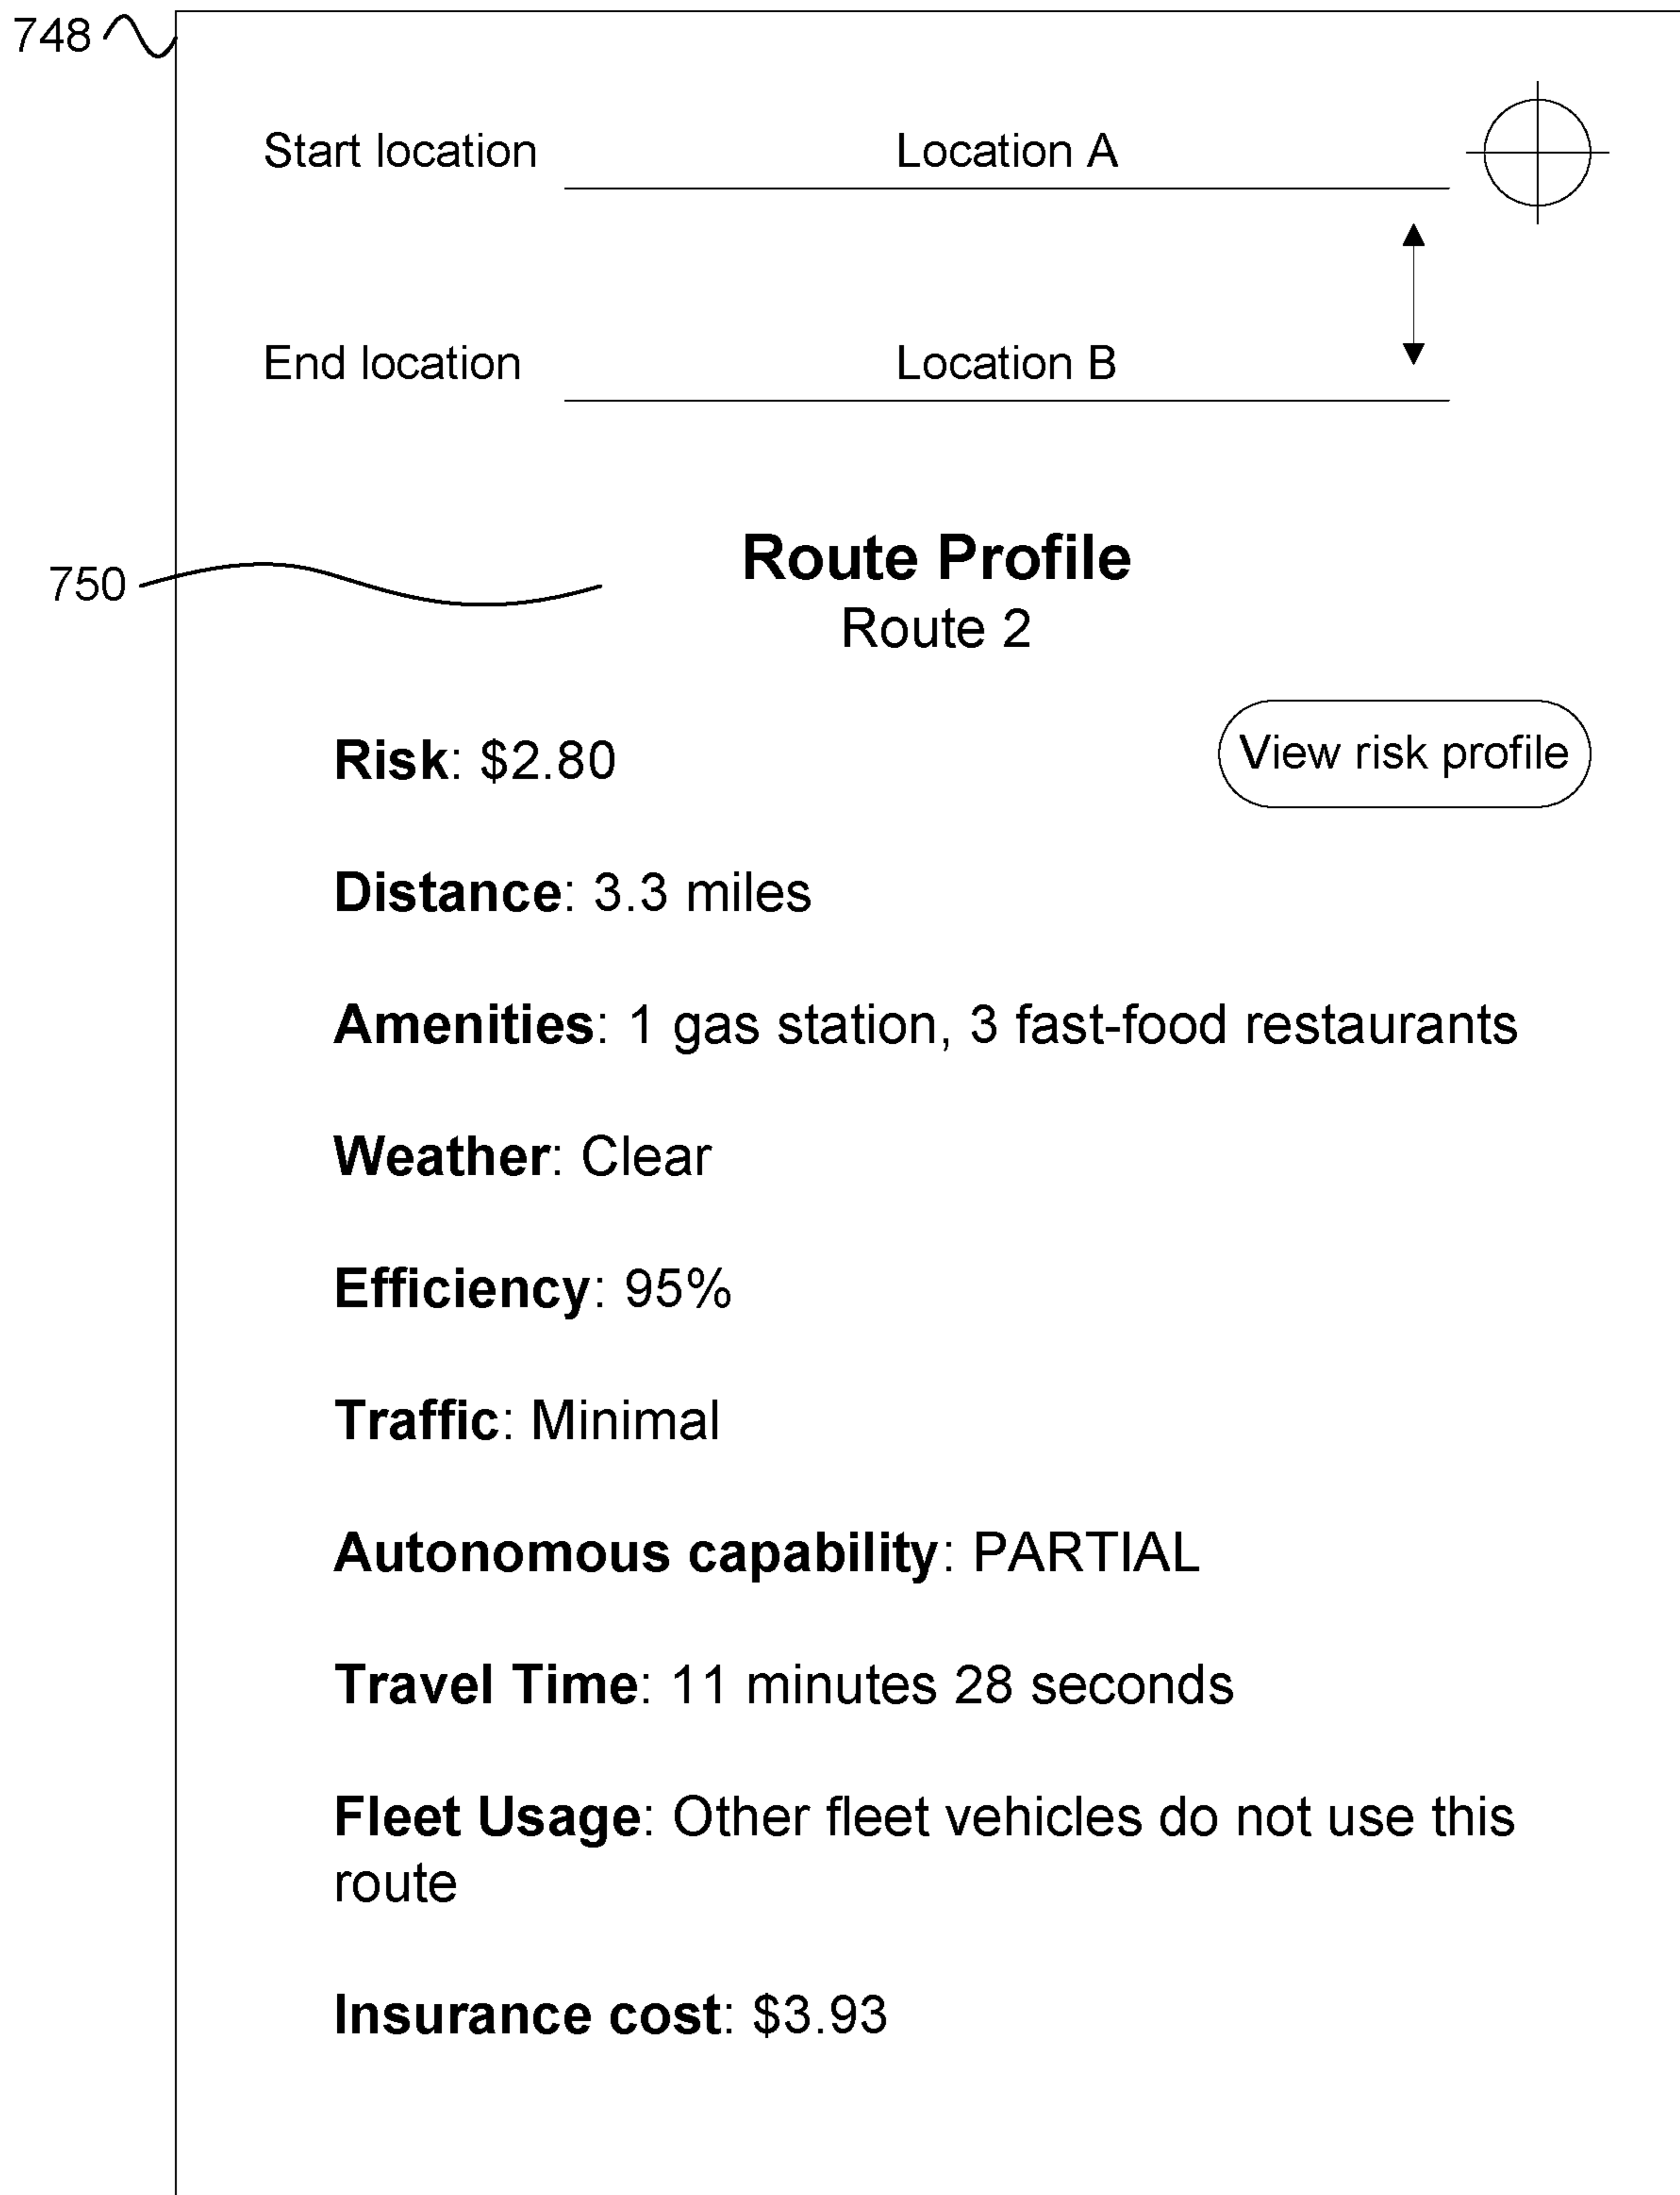 748
Start location Location A
End location Location B
750
Route Profile
Route 2
Risk: $2.80
View risk profile
Distance: 3.3 miles
Amenities: 1 gas station, 3 fast-food restaurants
Weather: Clear
Efficiency: 95%
Traffic: Minimal
Autonomous capability: PARTIAL
Travel Time: 11 minutes 28 seconds
Fleet Usage: Other fleet vehicles do not use this
route
Insurance cost: $3.93